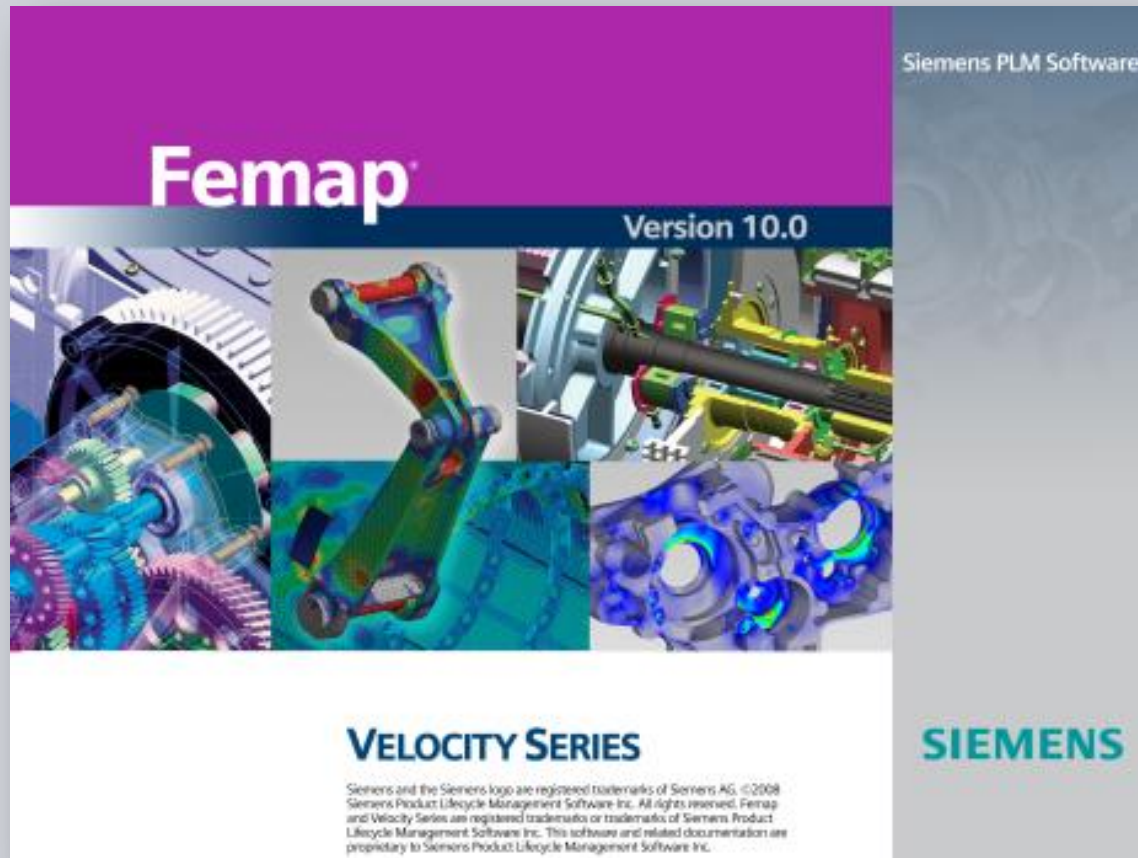 Siemens PLM Software
Femap®
Version 10.0
VELOCITY SERIES
SIEMENS
Siemens and the Siemens logo are registered trademarks of Siemens AG. ©2008
Siemens Product Lifecycle Management Software Inc. All rights reserved. Femap
and Velocity Series are registered trademarks or trademarks of Siemens Product
Lifecycle Management Software Inc. This software and related documentation are
proprietary to Siemens Product Lifecycle Management Software Inc.